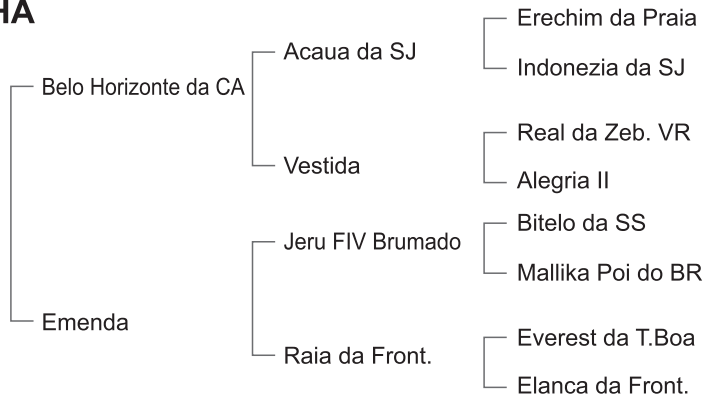 HA
Erechim da Praia
Acaua da SJ
Indonezia da SJ
Belo Horizonte da CA
Real da Zeb. VR
Vestida
Alegria II
Bitelo da SS
Jeru FIV Brumado
Mallika Poi do BR
Emenda
Everest da T.Boa
Raia da Front.
Elanca da Front.